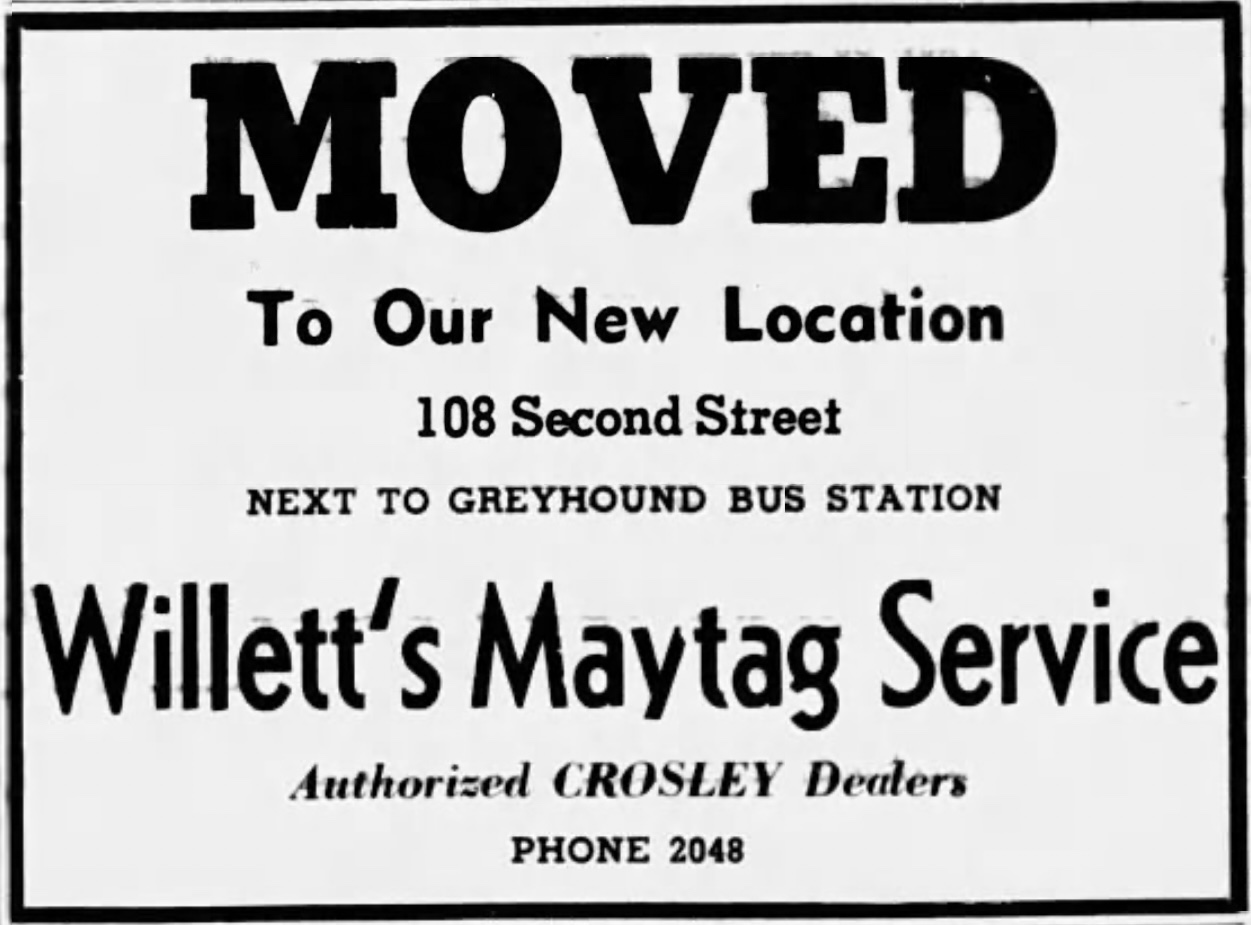 MOVED
To Our New Location
108 Second Street
NEXT TO GREYHOUND BUS STATION
Willett's Maytag Service
Authorized CROSLEY Dealers
PHONE 2048